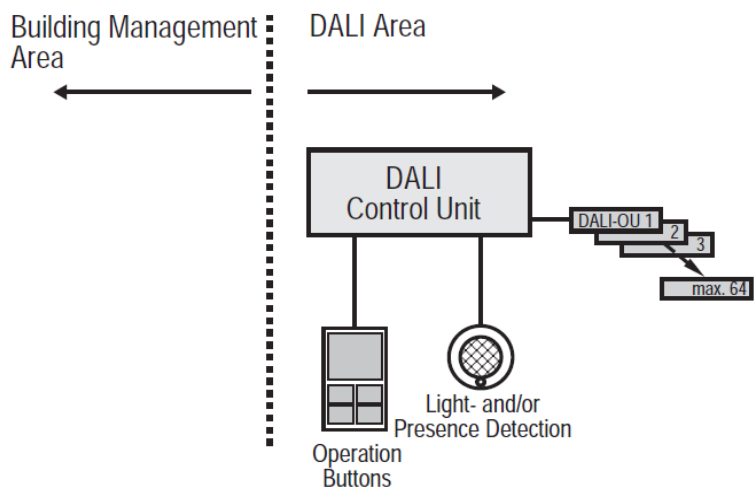 Building Management
Area
DALI Area
DALI
Control Unit
DALI-OU 1
2
3
max. 64
Light- and/or
Presence Detection
Operation
Buttons